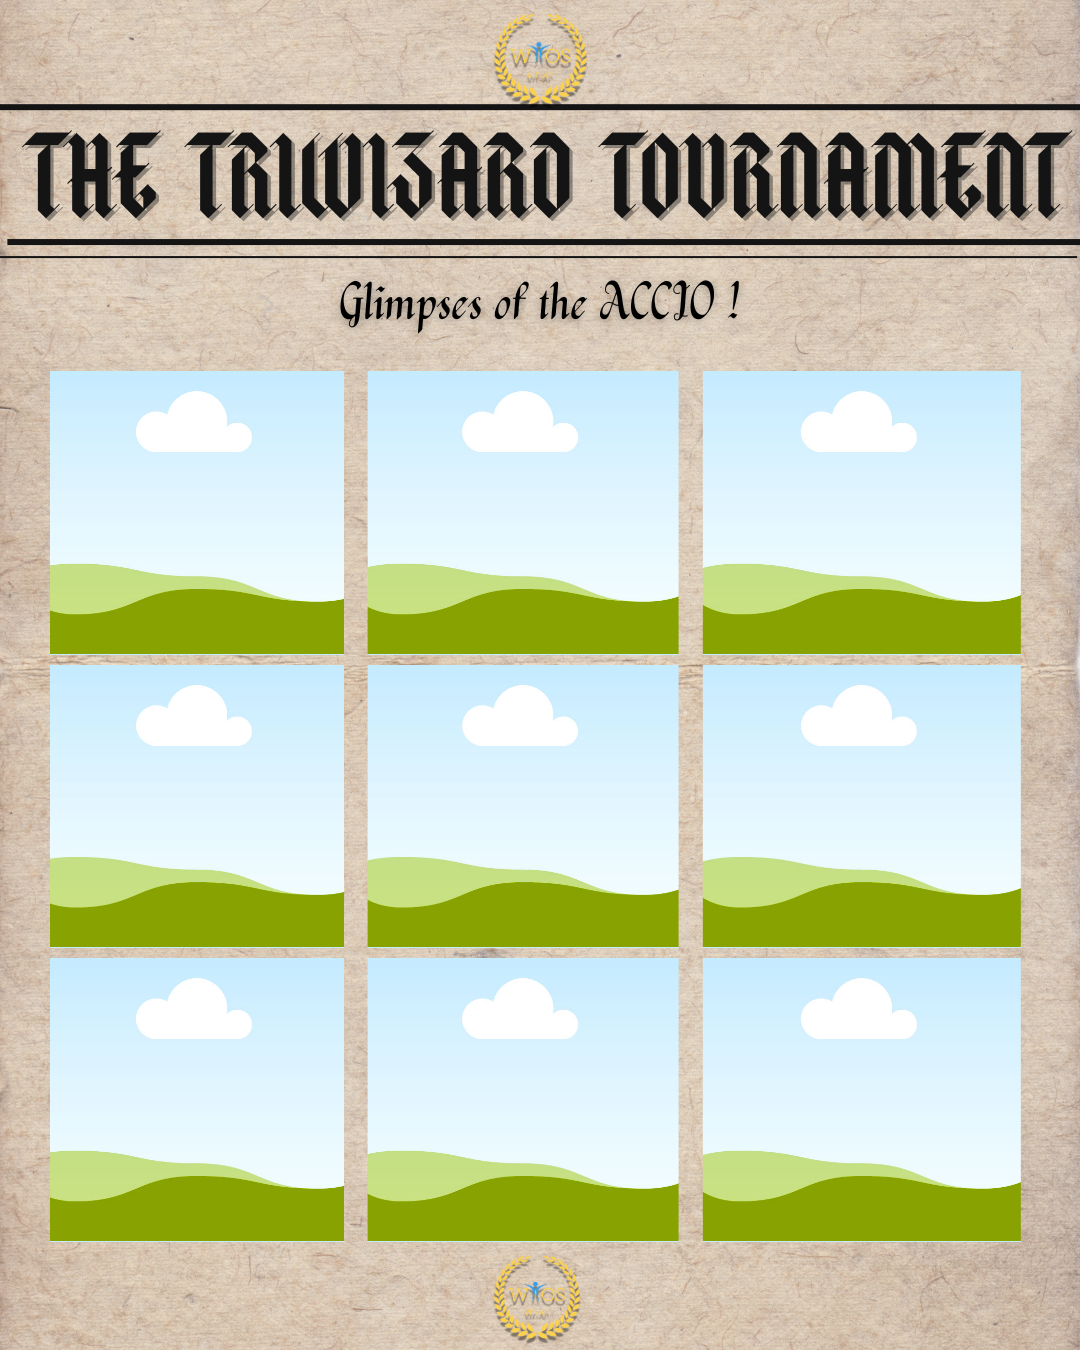 THE TRIWIZARD TOURNAMENT
Glimpses of the ACCIO !